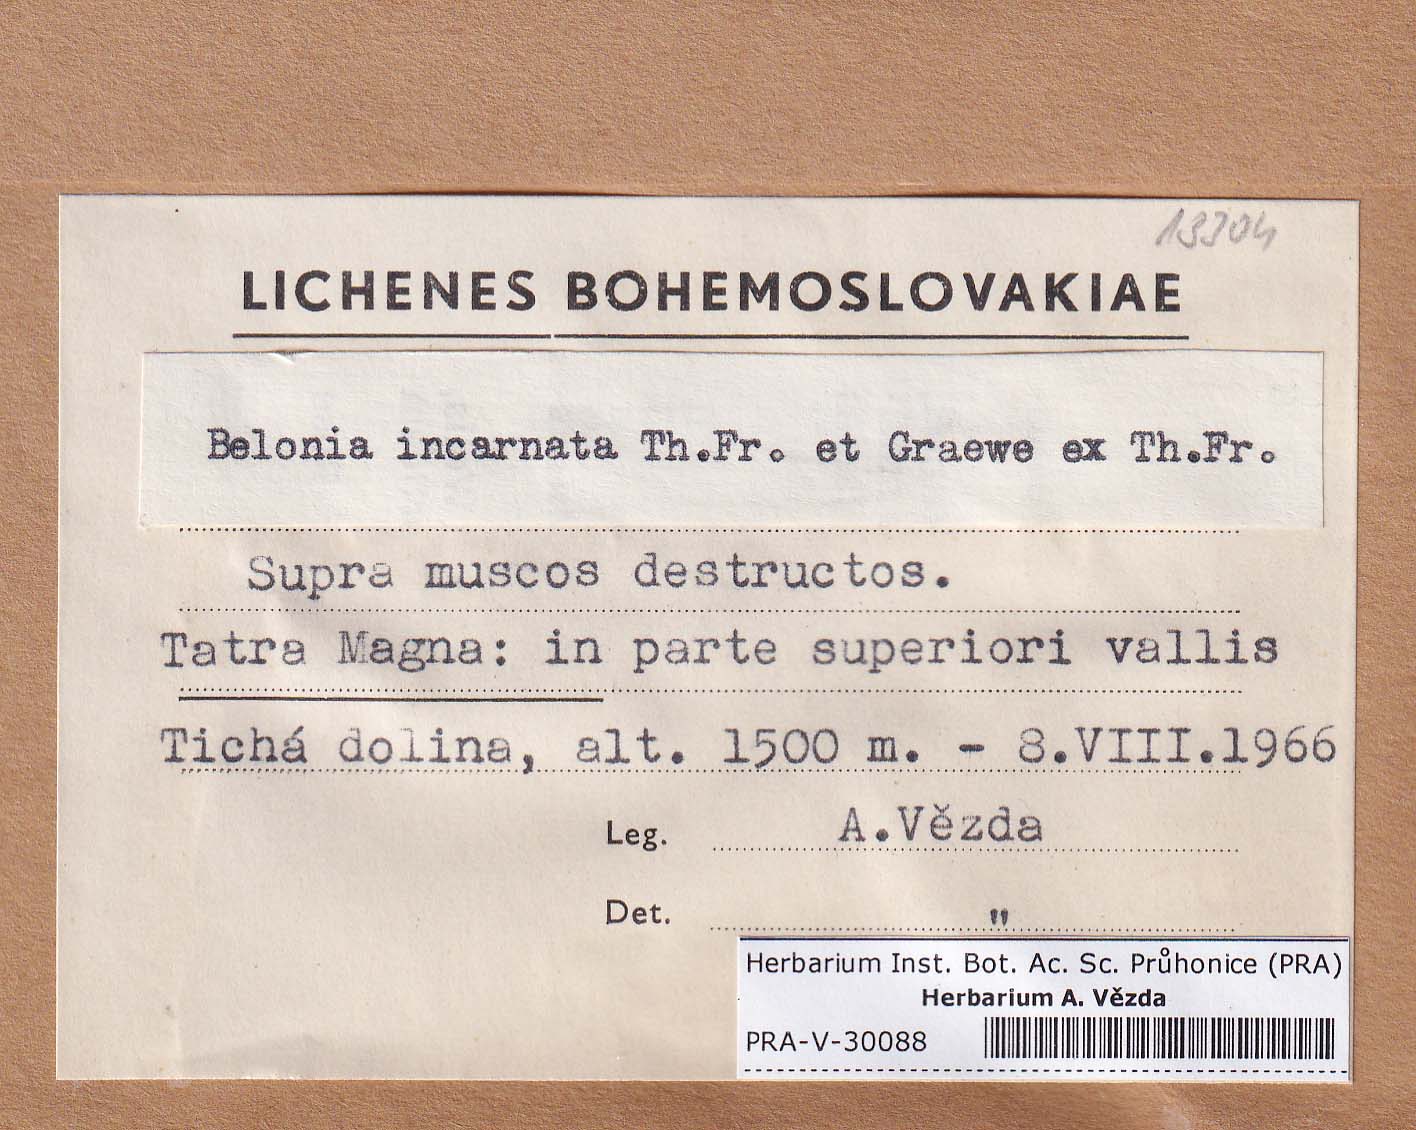 13304
LICHENES BOHEMOSLOVAKIAE
Belonia incarnata Th.Fr. et Graewe ex Th.Fr.
Supra muscos destructos.
Tatra Magna: in parte superiori vallis
Tichá dolina, alt. 1500 m. - 8.VIII.1966
Leg. A.Vězda
Det. "
Herbarium Inst. Bot. Ac. Sc. Průhonice (PRA)
Herbarium A. Vězda
PRA-V-30088